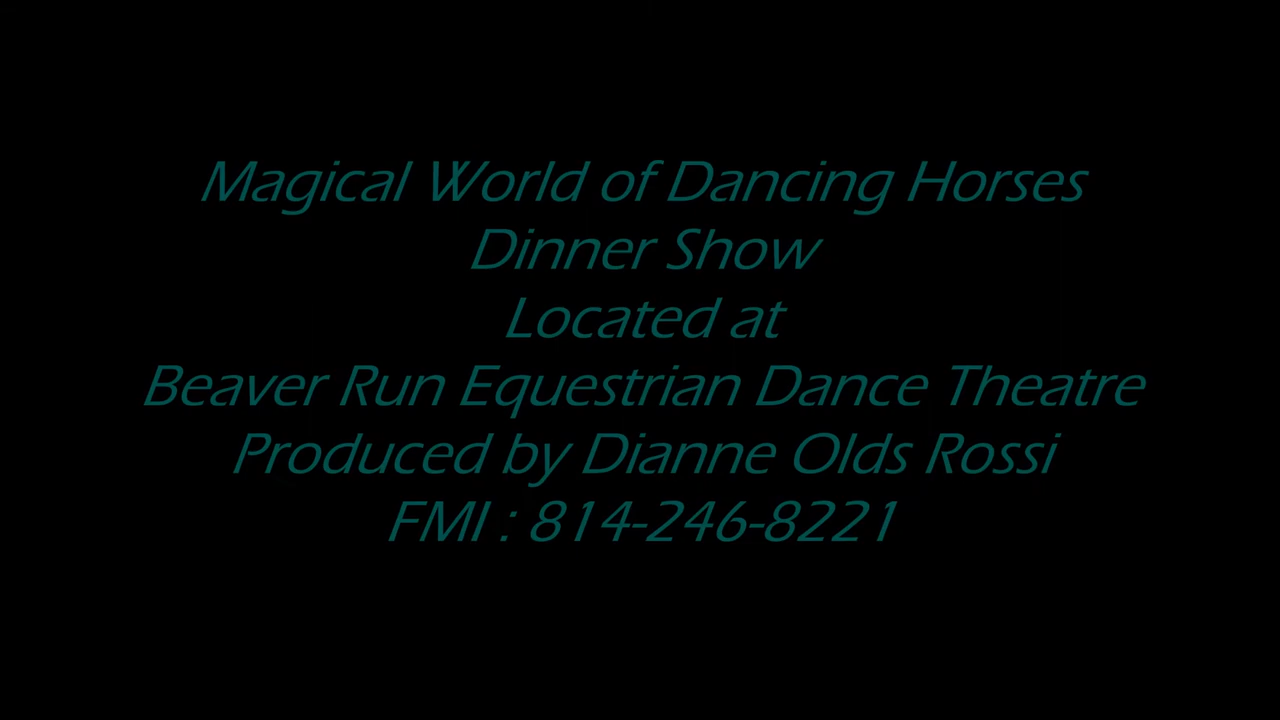 Magical World of Dancing Horses
Dinner Show
Located at
Beaver Run Equestrian Dance Theatre
Produced by Dianne Olds Rossi
FMI : 814-246-8221